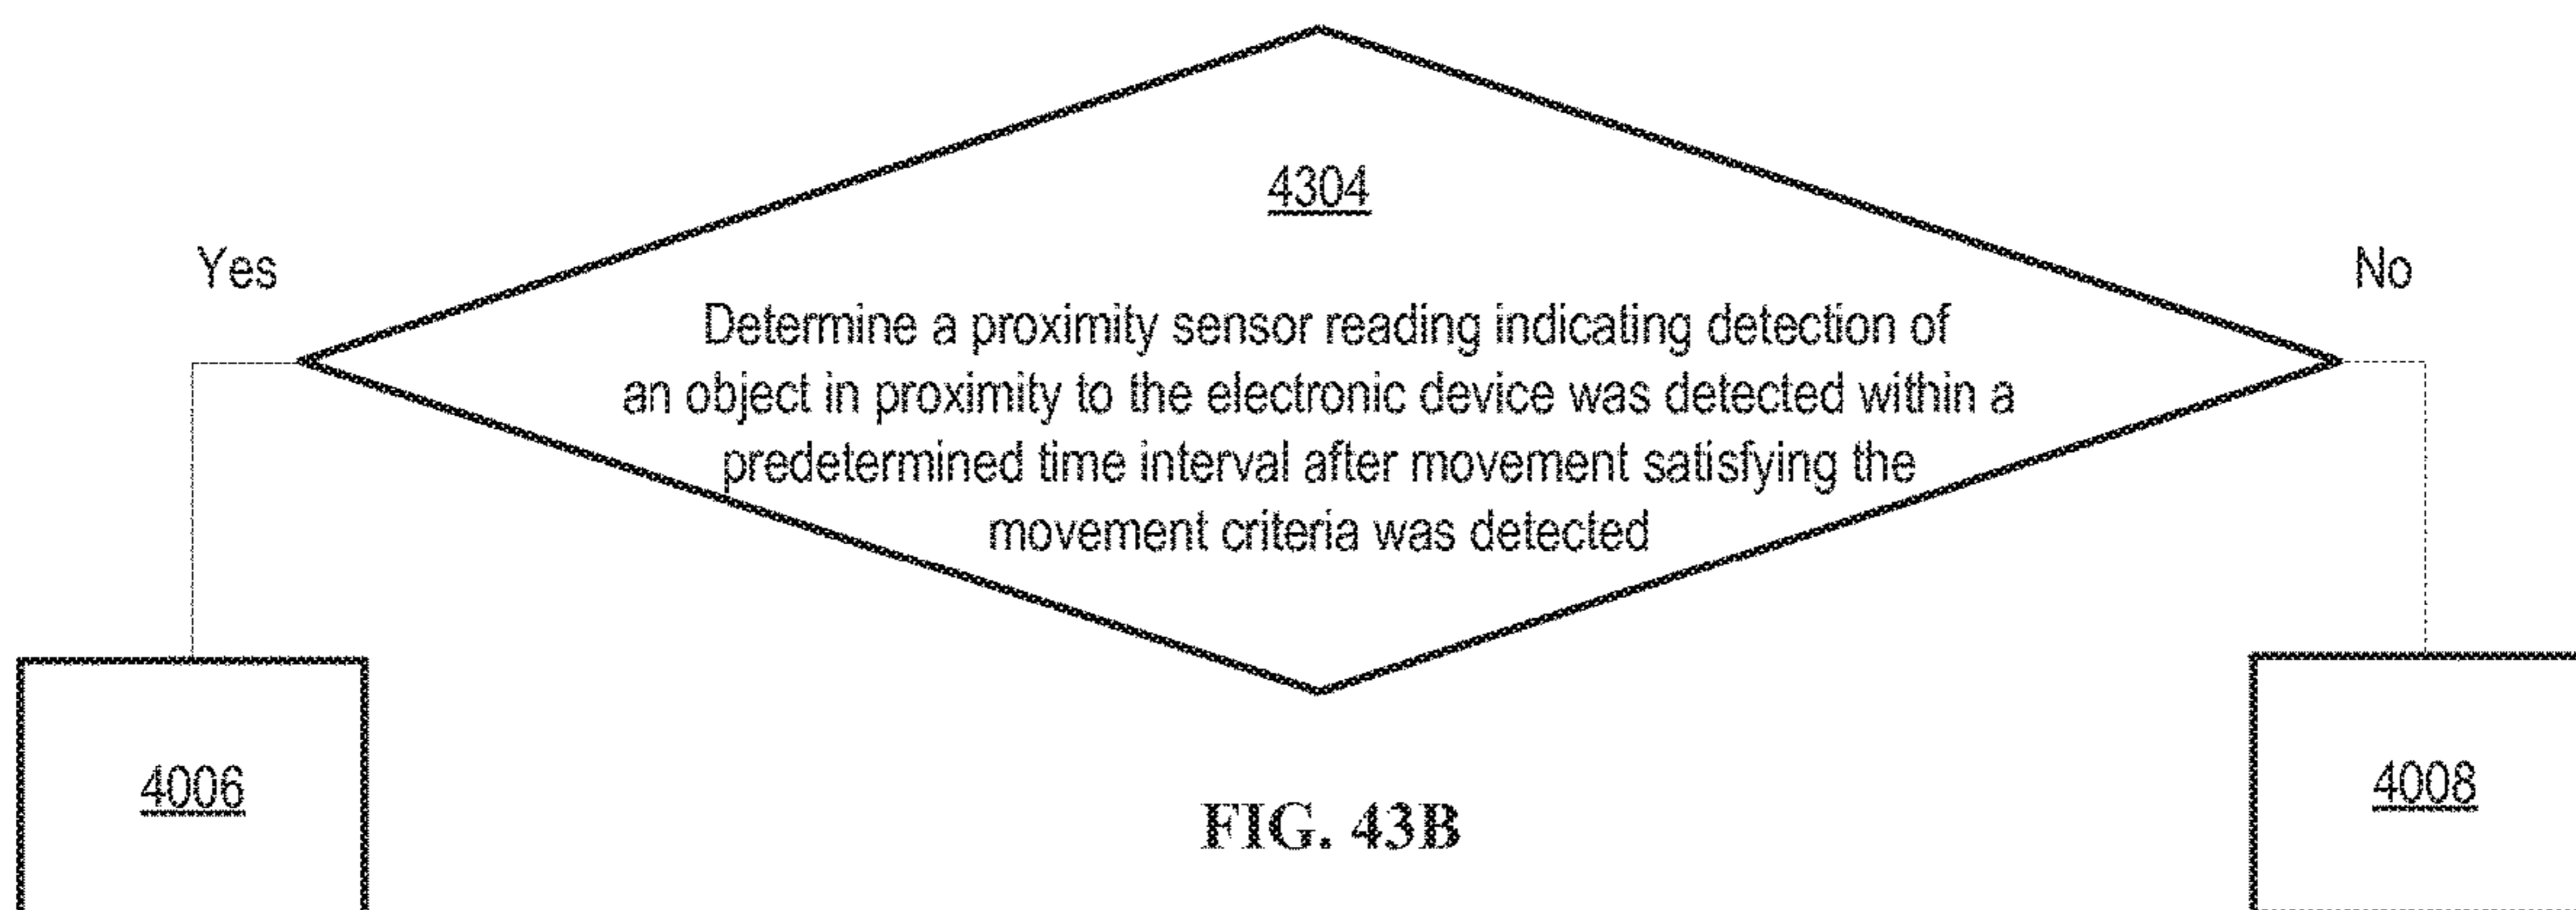 4304
Yes
No
Determine a proximity sensor reading indicating detection of
an object in proximity to the electronic device was detected within a
predetermined time interval after movement satisfying the
movement criteria was detected
4006
4008
FIG. 43B